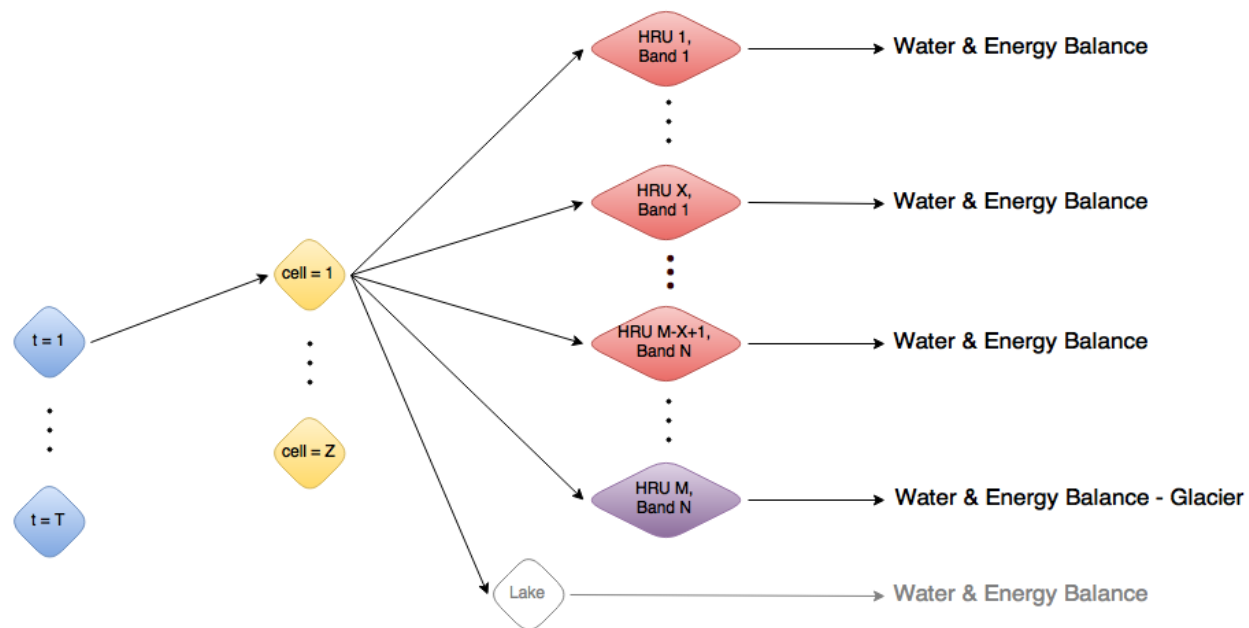 HRU 1,
Band 1
Water & Energy Balance
HRU X,
Band 1
Water & Energy Balance
cell = 1
t = 1
HRU M-X+1,
Band N
Water & Energy Balance
cell = Z
HRU M,
Band N
Water & Energy Balance - Glacier
t = T
Lake
Water & Energy Balance